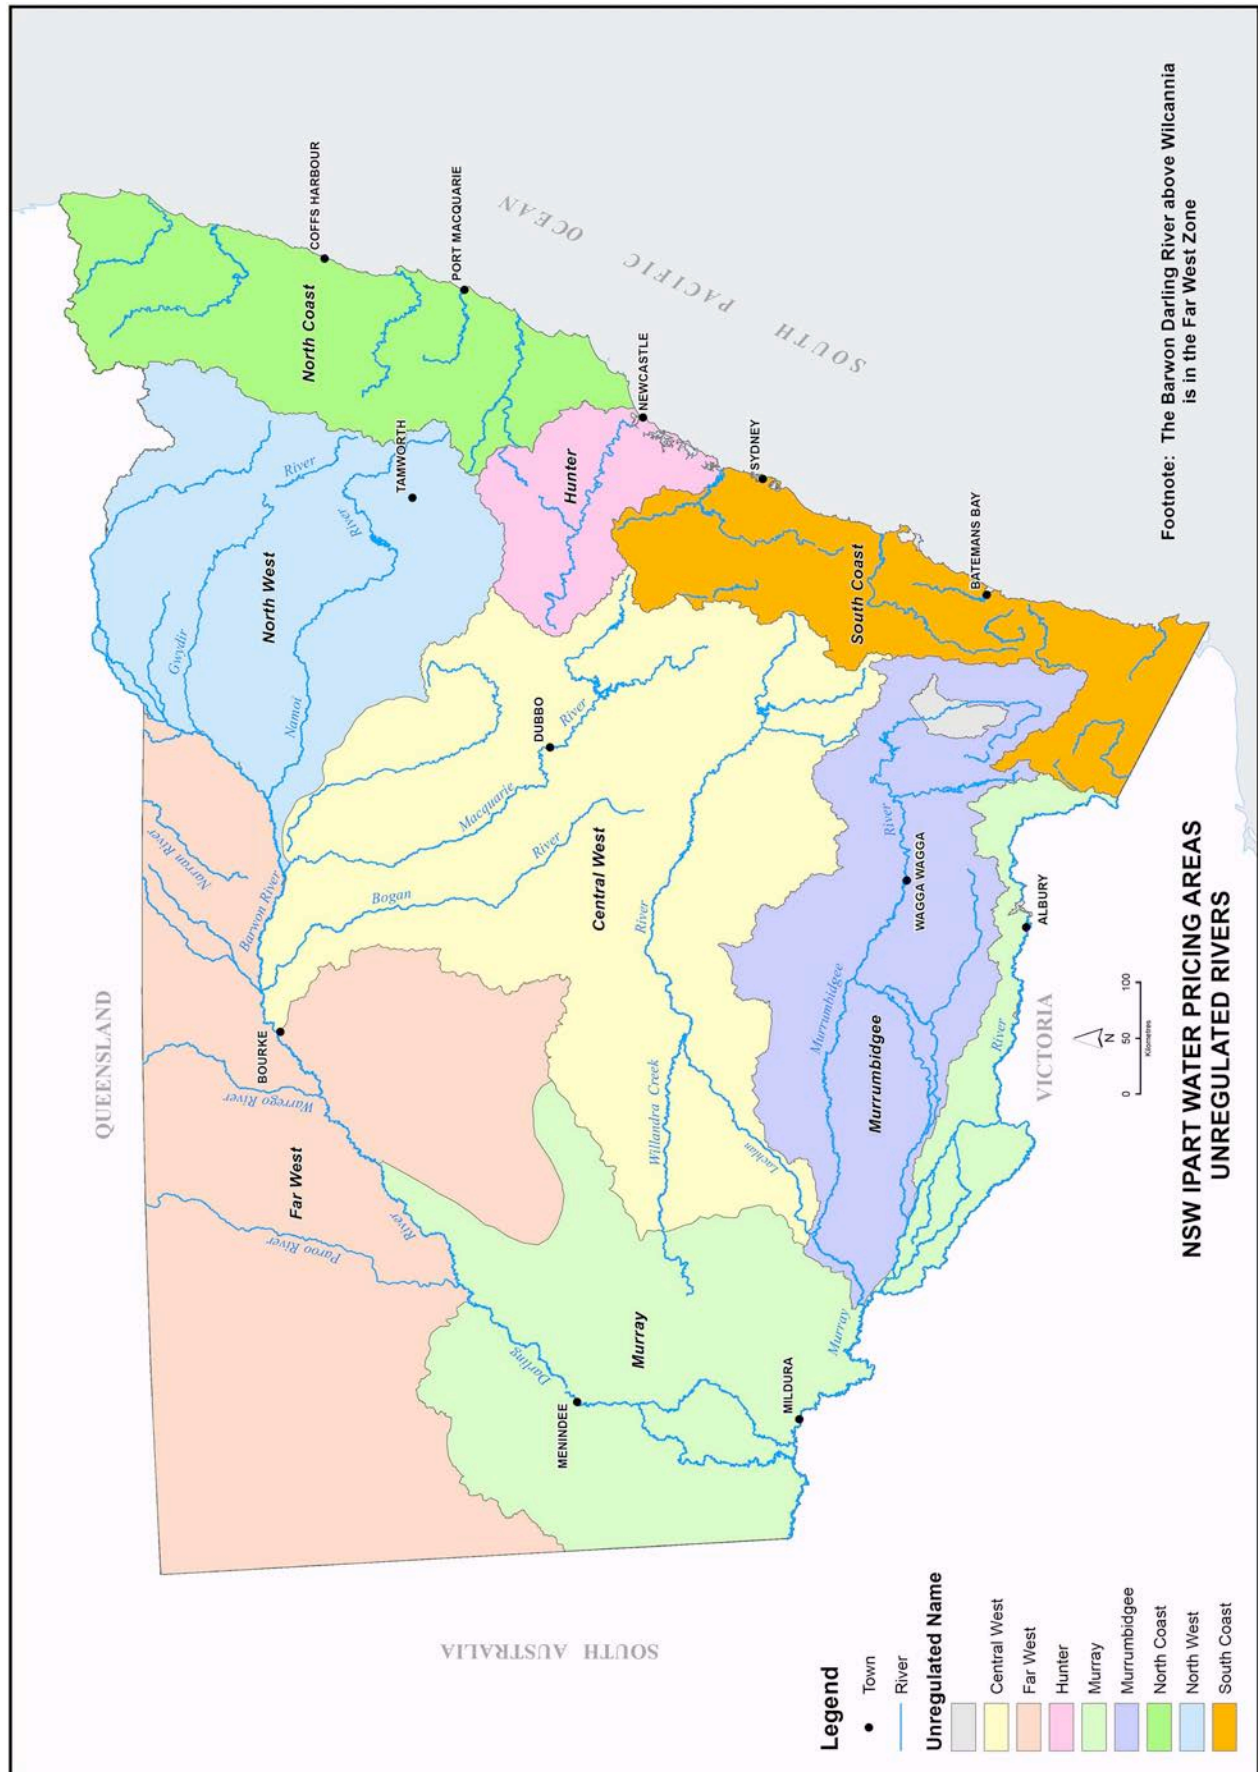 QUEENSLAND
SOUTH AUSTRALIA
VICTORIA
SOUTH PACIFIC OCEAN
Far West
North West
North Coast
Central West
Hunter
Murray
Murrumbidgee
South Coast
BOURKE
TAMWORTH
COFFS HARBOUR
PORT MACQUARIE
NEWCASTLE
SYDNEY
DUBBO
MENINDEE
MILDURA
WAGGA WAGGA
ALBURY
BATEMANS BAY
Paroo River
Warrego River
Narran River
Barwon River
Darling
River
Gwydir
River
Namoi
River
Macquarie
River
Bogan
River
Willandra Creek
Lachlan
River
Murrumbidgee
River
Murray
River
Legend
Town
River
Unregulated Name
Central West
Far West
Hunter
Murray
Murrumbidgee
North Coast
North West
South Coast
N
0 50 100
Kilometres
NSW IPART WATER PRICING AREAS
UNREGULATED RIVERS
Footnote: The Barwon Darling River above Wilcannia
is in the Far West Zone